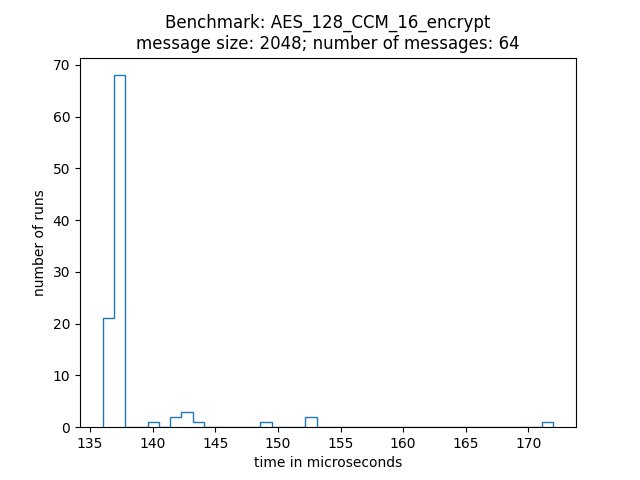 Benchmark: AES_128_CCM_16_encrypt
message size: 2048; number of messages: 64
70
60
50
40
30
20
10
0
number of runs
135 140 145 150 155 160 165 170
time in microseconds